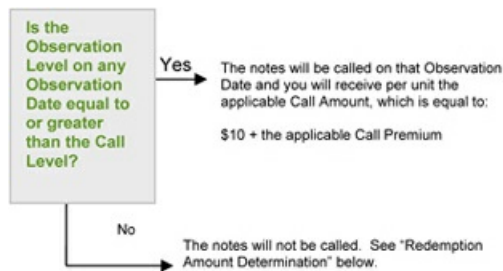 Is the
Observation
Level on any
Observation
Date equal to
or greater
than the Call
Level?
Yes
The notes will be called on that Observation
Date and you will receive per unit the
applicable Call Amount, which is equal to:
$10 + the applicable Call Premium
No
The notes will not be called. See “Redemption
Amount Determination” below.